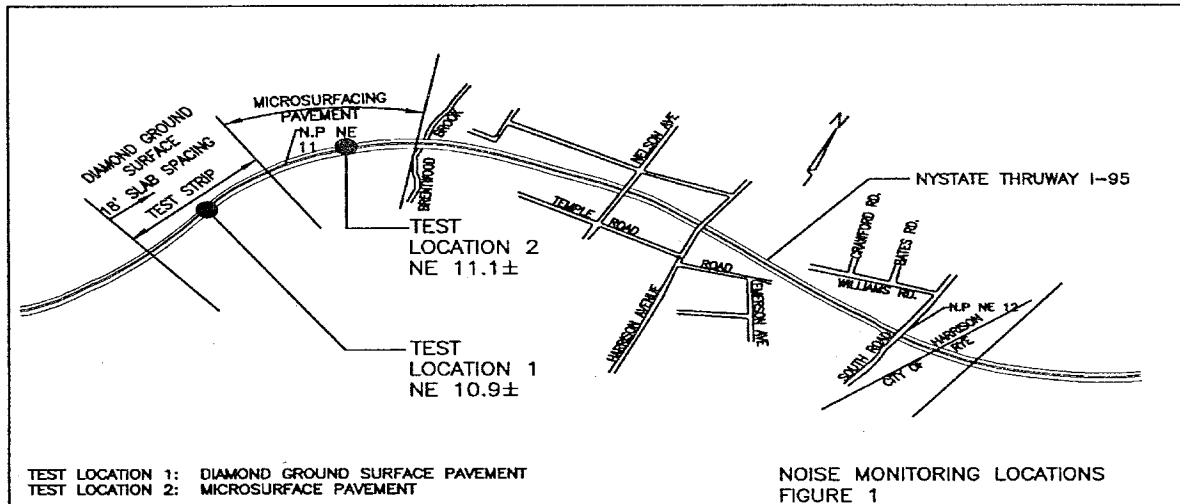 DIAMOND GROUND
SURFACE
18' SLAB SPACING
TEST STRIP
MICROSURFACING
PAVEMENT
N.P NE
11
BRENTWOOD
BROOK
NELSON AVE
TEMPLE
ROAD
ROAD
HARRISON AVENUE
EMERSON AVE
N
NYSTATE THRUWAY I-95
CRAWFORD RD.
BATES RD.
WILLIAMS RD.
N.P NE 12
SOUTH ROAD
HARRISON
CITY OF RYE
TEST
LOCATION 2
NE 11.1±
TEST
LOCATION 1
NE 10.9±
TEST LOCATION 1: DIAMOND GROUND SURFACE PAVEMENT
TEST LOCATION 2: MICROSURFACE PAVEMENT
NOISE MONITORING LOCATIONS
FIGURE 1